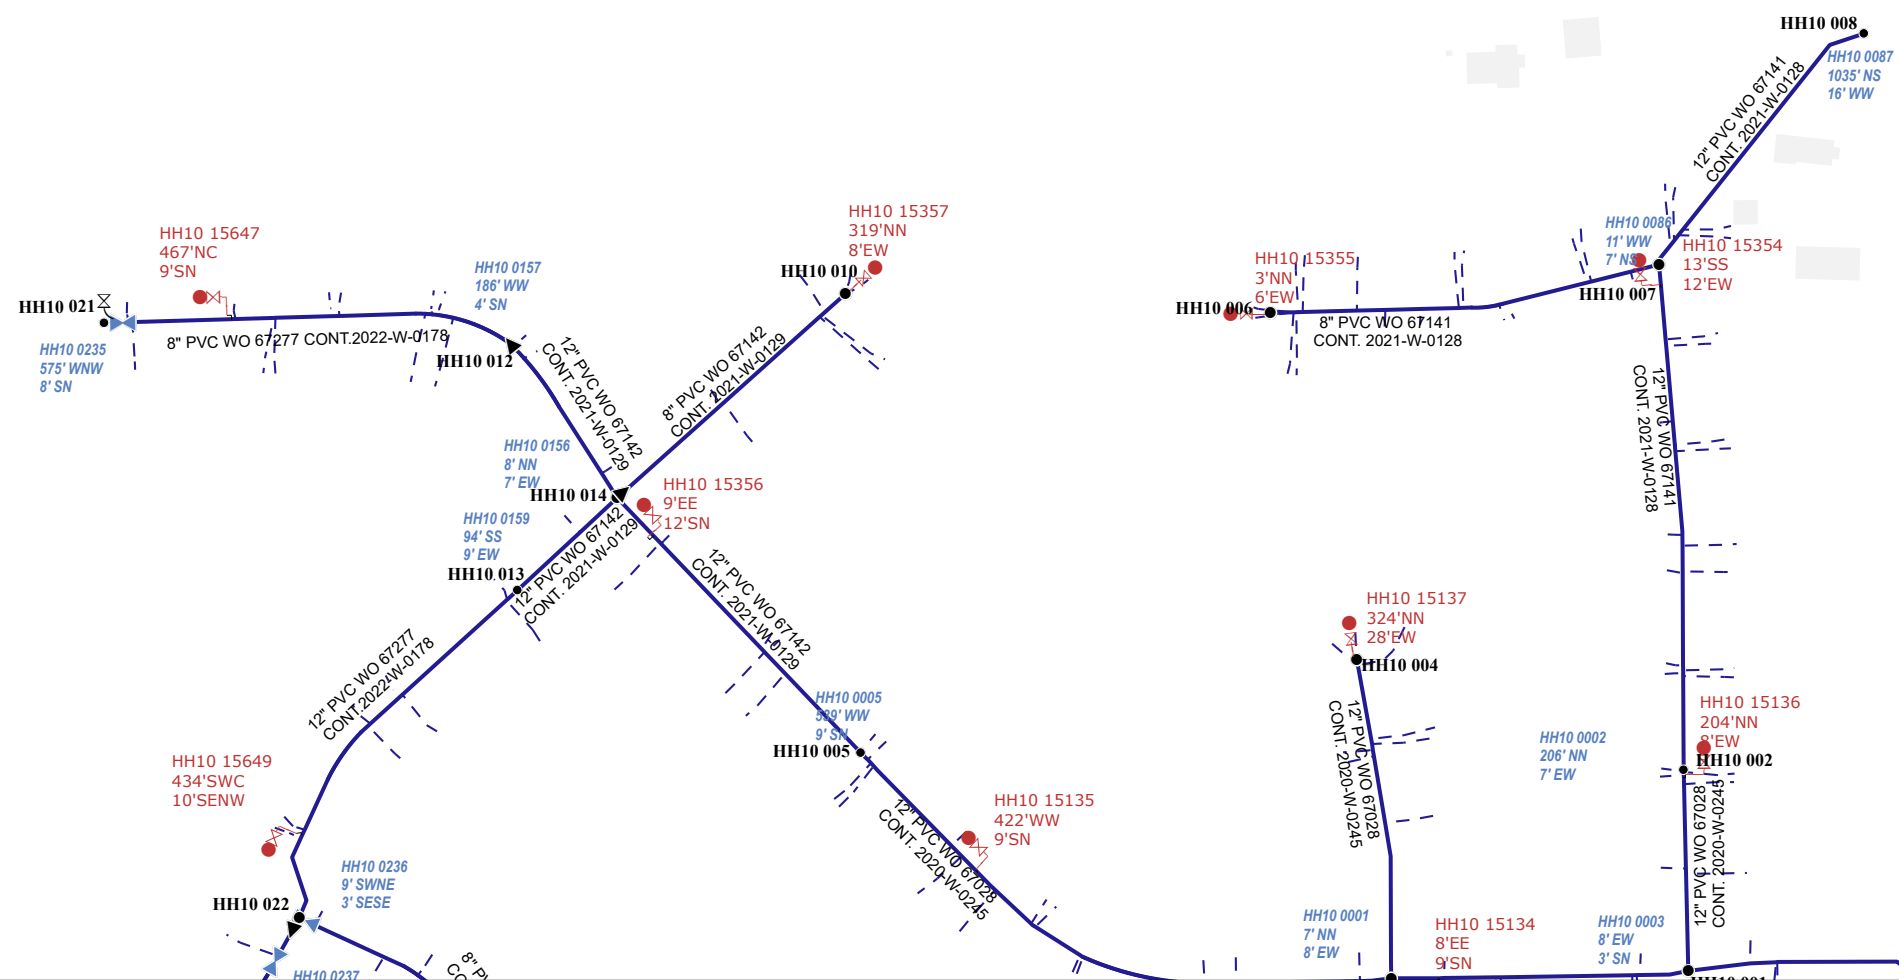 HH10 008
HH10 0087
1035' NS
16' WW
12" PVC WO 67141
CONT. 2021-W-0128
HH10 15357
319'NN
8'EW
HH10 010
HH10 15647
467'NC
9'SN
HH10 0157
186' WW
4' SN
HH10 021
HH10 0235
575' WNW
8' SN
8" PVC WO 67277 CONT.2022-W-0178
HH10 012
12" PVC WO 67142
CONT. 2021-W-0129
8" PVC WO 67142
CONT. 2021-W-0129
HH10 0086
11' WW
7' NS
HH10 15354
13'SS
12'EW
HH10 007
HH10 15355
3'NN
6'EW
HH10 006
8" PVC WO 67141
CONT. 2021-W-0128
12" PVC WO 67141
CONT. 2021-W-0128
HH10 0156
8' NN
7' EW
HH10 014
HH10 15356
9'EE
12'SN
HH10 0159
94' SS
9' EW
HH10 013
12" PVC WO 67142
CONT. 2021-W-0129
12" PVC WO 67142
CONT. 2021-W-0129
12" PVC WO 67277
CONT.2022-W-0178
HH10 0005
539' WW
9' SN
HH10 005
HH10 15137
324'NN
28'EW
HH10 004
12" PVC WO 67028
CONT. 2020-W-0245
HH10 15136
204'NN
8'EW
HH10 002
HH10 0002
206' NN
7' EW
12" PVC WO 67028
CONT. 2020-W-0245
HH10 15649
434'SWC
10'SENW
HH10 15135
422'WW
9'SN
12" PVC WO 67028
CONT. 2020-W-0245
HH10 0236
9' SWNE
3' SESE
HH10 022
HH10 0237
8" PV
HH10 0001
7' NN
8' EW
HH10 15134
8'EE
9'SN
HH10 0003
8' EW
3' SN
HH10 001